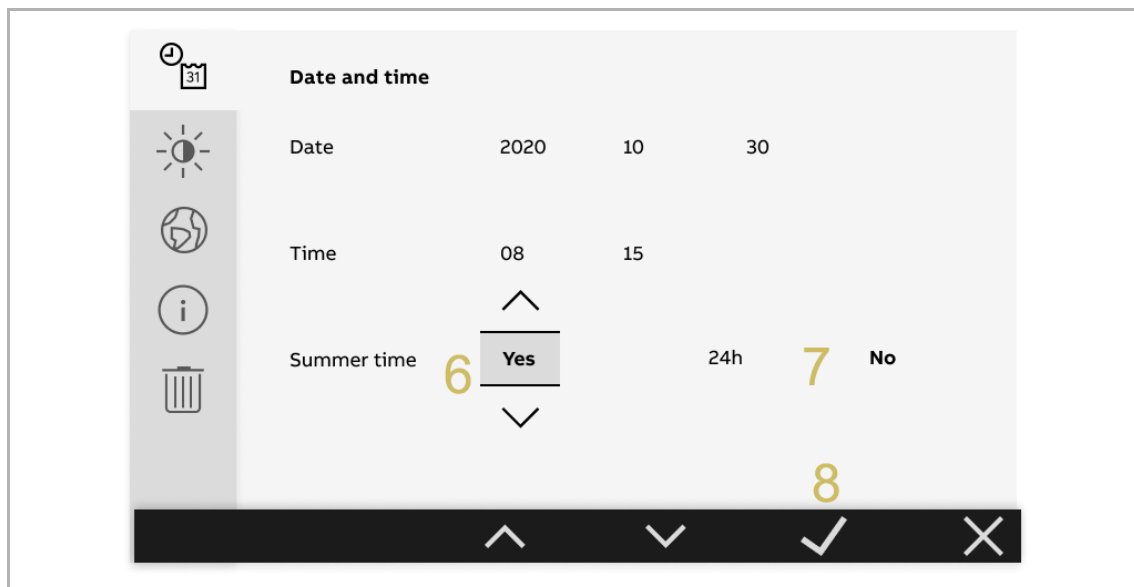 31
Date and time
Date 2020 10 30
Time 08 15
Summer time 6 Yes 24h 7 No
8